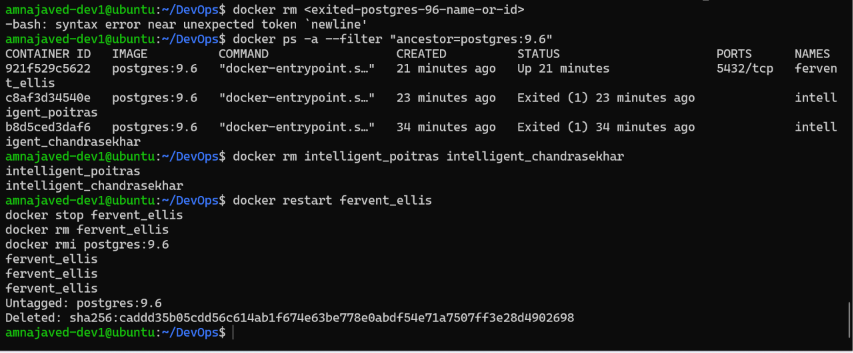 amnajaved-dev1@ubuntu:~/DevOps$ docker rm <exited-postgres-96-name-or-id>
-bash: syntax error near unexpected token `newline'
amnajaved-dev1@ubuntu:~/DevOps$ docker ps -a --filter "ancestor=postgres:9.6"
CONTAINER ID   IMAGE          COMMAND                  CREATED          STATUS                      PORTS      NAMES
921f529c5622   postgres:9.6   "docker-entrypoint.s…"   21 minutes ago   Up 21 minutes               5432/tcp   ferven
t_ellis
c8af3d34540e   postgres:9.6   "docker-entrypoint.s…"   23 minutes ago   Exited (1) 23 minutes ago              intell
igent_poitras
b8d5ced3daf6   postgres:9.6   "docker-entrypoint.s…"   34 minutes ago   Exited (1) 34 minutes ago              intell
igent_chandrasekhar
amnajaved-dev1@ubuntu:~/DevOps$ docker rm intelligent_poitras intelligent_chandrasekhar
intelligent_poitras
intelligent_chandrasekhar
amnajaved-dev1@ubuntu:~/DevOps$ docker restart fervent_ellis
docker stop fervent_ellis
docker rm fervent_ellis
docker rmi postgres:9.6
fervent_ellis
fervent_ellis
fervent_ellis
Untagged: postgres:9.6
Deleted: sha256:caddd35b05cdd56c614ab1f674e63be778e0abdf54e71a7507ff3e28d4902698
amnajaved-dev1@ubuntu:~/DevOps$